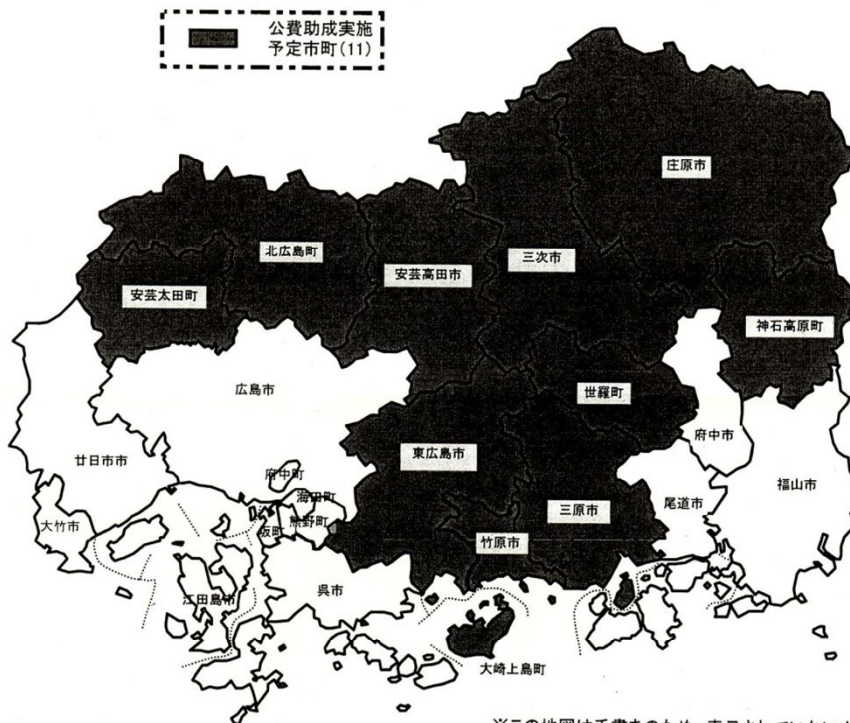 公費助成実施
予定市町(11)
庄原市
北広島町
安芸高田市
三次市
安芸太田町
神石高原町
広島市
世羅町
府中市
東広島市
廿日市市
福山市
府中町
尾道市
海田町
三原市
大竹市
坂町
熊野町
竹原市
江田島市
呉市
大崎上島町